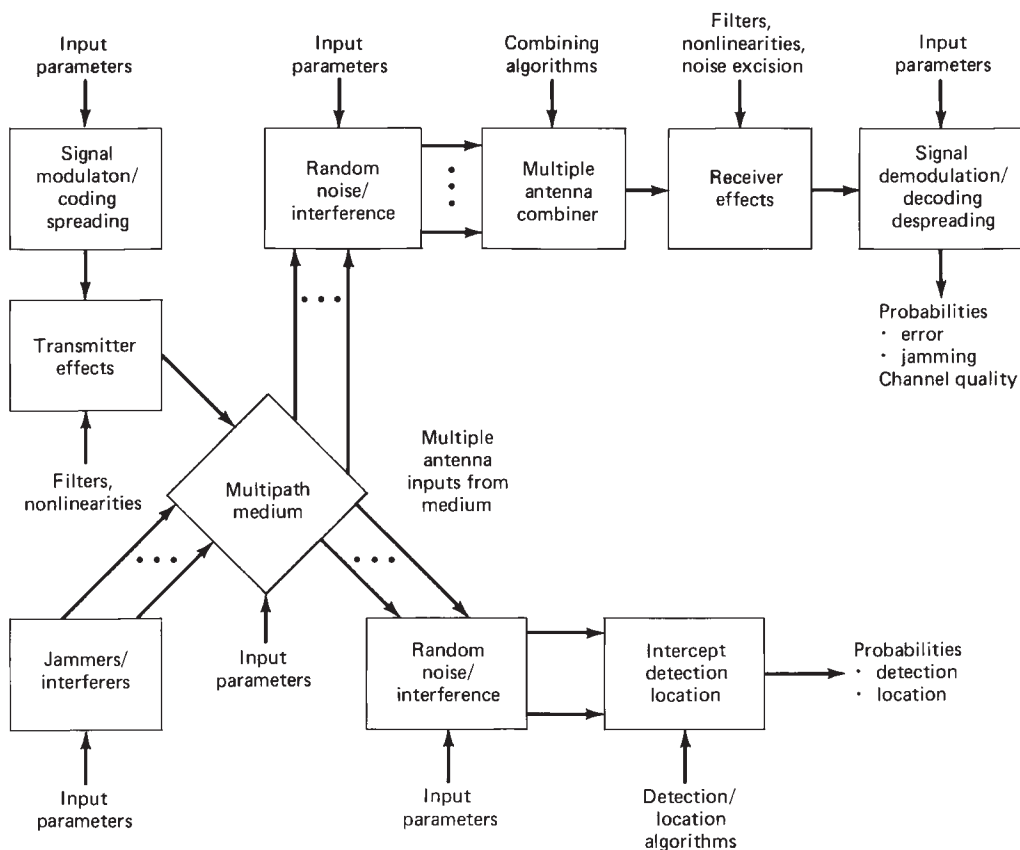 Input
parameters
Input
parameters
Combining
algorithms
Filters,
nonlinearities,
noise excision
Input
parameters
Signal
modulaton/
coding
spreading
Random
noise/
interference
Multiple
antenna
combiner
Receiver
effects
Signal
demodulation/
decoding
despreading
Transmitter
effects
Probabilities
· error
· jamming
Channel quality
Filters,
nonlinearities
Multipath
medium
Multiple
antenna
inputs from
medium
Jammers/
interferers
Input
parameters
Random
noise/
interference
Intercept
detection
location
Probabilities
· detection
· location
Input
parameters
Input
parameters
Detection/
location
algorithms